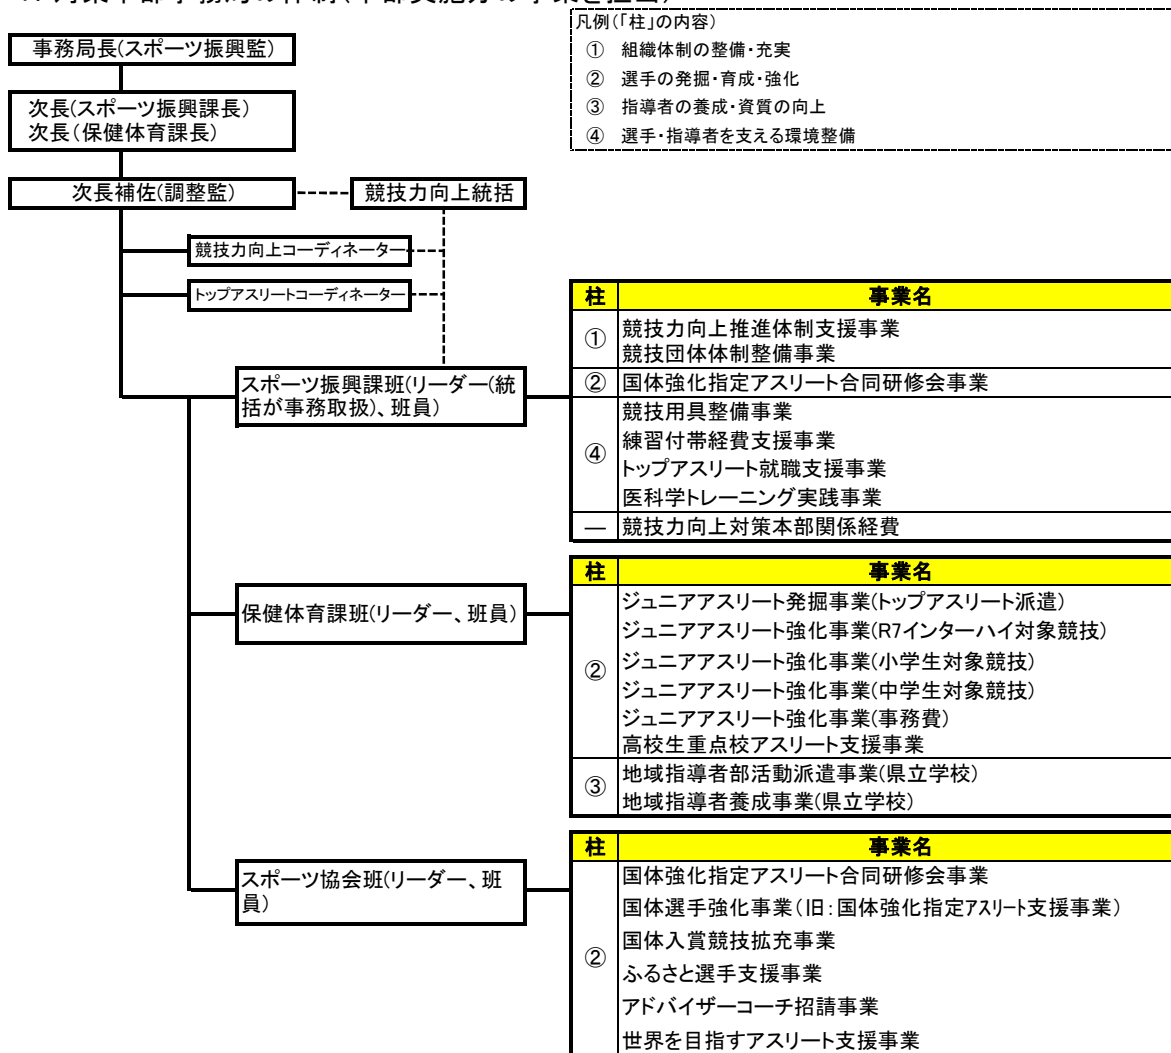 凡例(「柱」の内容)
① 組織体制の整備・充実
② 選手の発掘・育成・強化
③ 指導者の養成・資質の向上
④ 選手・指導者を支える環境整備
事務局長(スポーツ振興監)
次長(スポーツ振興課長)
次長(保健体育課長)
次長補佐(調整監)
競技力向上統括
競技力向上コーディネーター
トップアスリートコーディネーター
スポーツ振興課班(リーダー(統
括が事務取扱)、班員)
柱 事業名
① 競技力向上推進体制支援事業
競技団体体制整備事業
② 国体強化指定アスリート合同研修会事業
④ 競技用具整備事業
練習付帯経費支援事業
トップアスリート就職支援事業
医科学トレーニング実践事業
― 競技力向上対策本部関係経費
保健体育課班(リーダー、班員)
柱 事業名
② ジュニアアスリート発掘事業(トップアスリート派遣)
ジュニアアスリート強化事業(R7インターハイ対象競技)
ジュニアアスリート強化事業(小学生対象競技)
ジュニアアスリート強化事業(中学生対象競技)
ジュニアアスリート強化事業(事務費)
高校生重点校アスリート支援事業
③ 地域指導者部活動派遣事業(県立学校)
地域指導者養成事業(県立学校)
スポーツ協会班(リーダー、班
員)
柱 事業名
② 国体強化指定アスリート合同研修会事業
国体選手強化事業(旧:国体強化指定アスリート支援事業)
国体入賞競技拡充事業
ふるさと選手支援事業
アドバイザーコーチ招請事業
世界を目指すアスリート支援事業